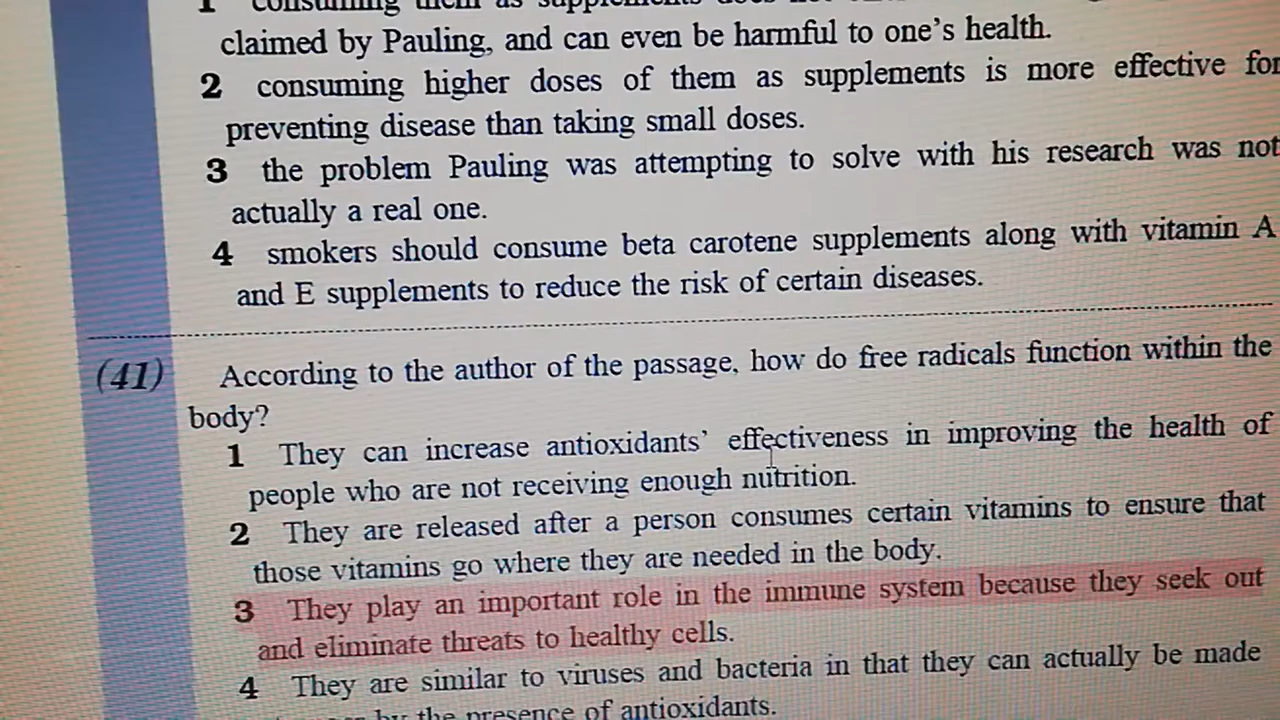 1 consuming them as supplements does not
claimed by Pauling, and can even be harmful to one's health.
2 consuming higher doses of them as supplements is more effective for
preventing disease than taking small doses.
3 the problem Pauling was attempting to solve with his research was not
actually a real one.
4 smokers should consume beta carotene supplements along with vitamin A
and E supplements to reduce the risk of certain diseases.
(41) According to the author of the passage, how do free radicals function within the
body?
1 They can increase antioxidants' effectiveness in improving the health of
people who are not receiving enough nutrition.
2 They are released after a person consumes certain vitamins to ensure that
those vitamins go where they are needed in the body.
3 They play an important role in the immune system because they seek out
and eliminate threats to healthy cells.
4 They are similar to viruses and bacteria in that they can actually be made
by the presence of antioxidants.